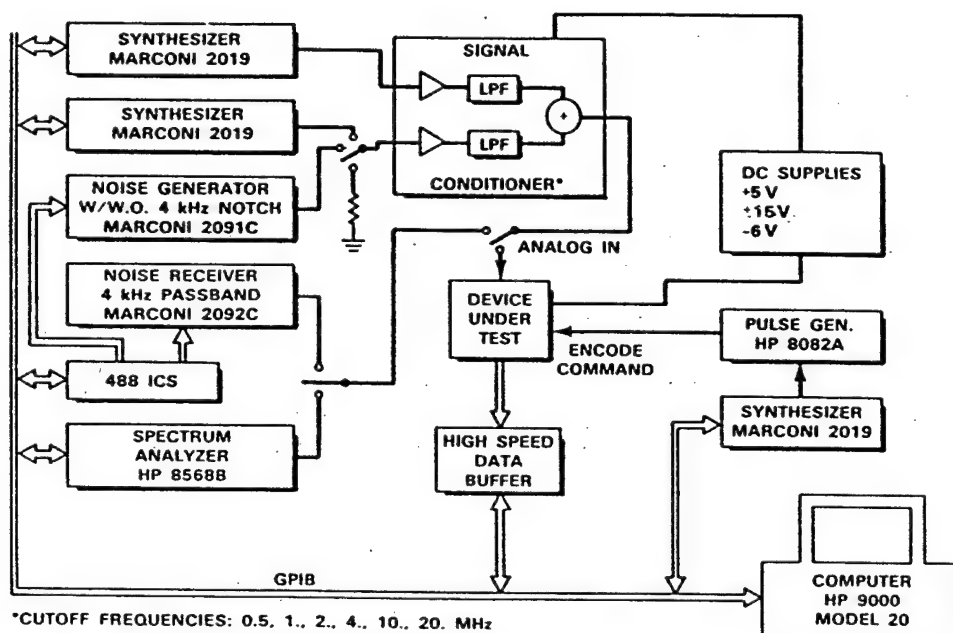 SYNTHESIZER
MARCONI 2019
SYNTHESIZER
MARCONI 2019
NOISE GENERATOR
W/W.O. 4 kHz NOTCH
MARCONI 2091C
NOISE RECEIVER
4 kHz PASSBAND
MARCONI 2092C
488 ICS
SPECTRUM
ANALYZER
HP 8568B
SIGNAL
LPF
+
LPF
CONDITIONER*
ANALOG IN
DC SUPPLIES
+5 V
±15 V
-6 V
DEVICE
UNDER
TEST
ENCODE
COMMAND
PULSE GEN.
HP 8082A
SYNTHESIZER
MARCONI 2019
HIGH SPEED
DATA
BUFFER
GPIB
COMPUTER
HP 9000
MODEL 20
*CUTOFF FREQUENCIES: 0.5, 1., 2., 4., 10., 20. MHz